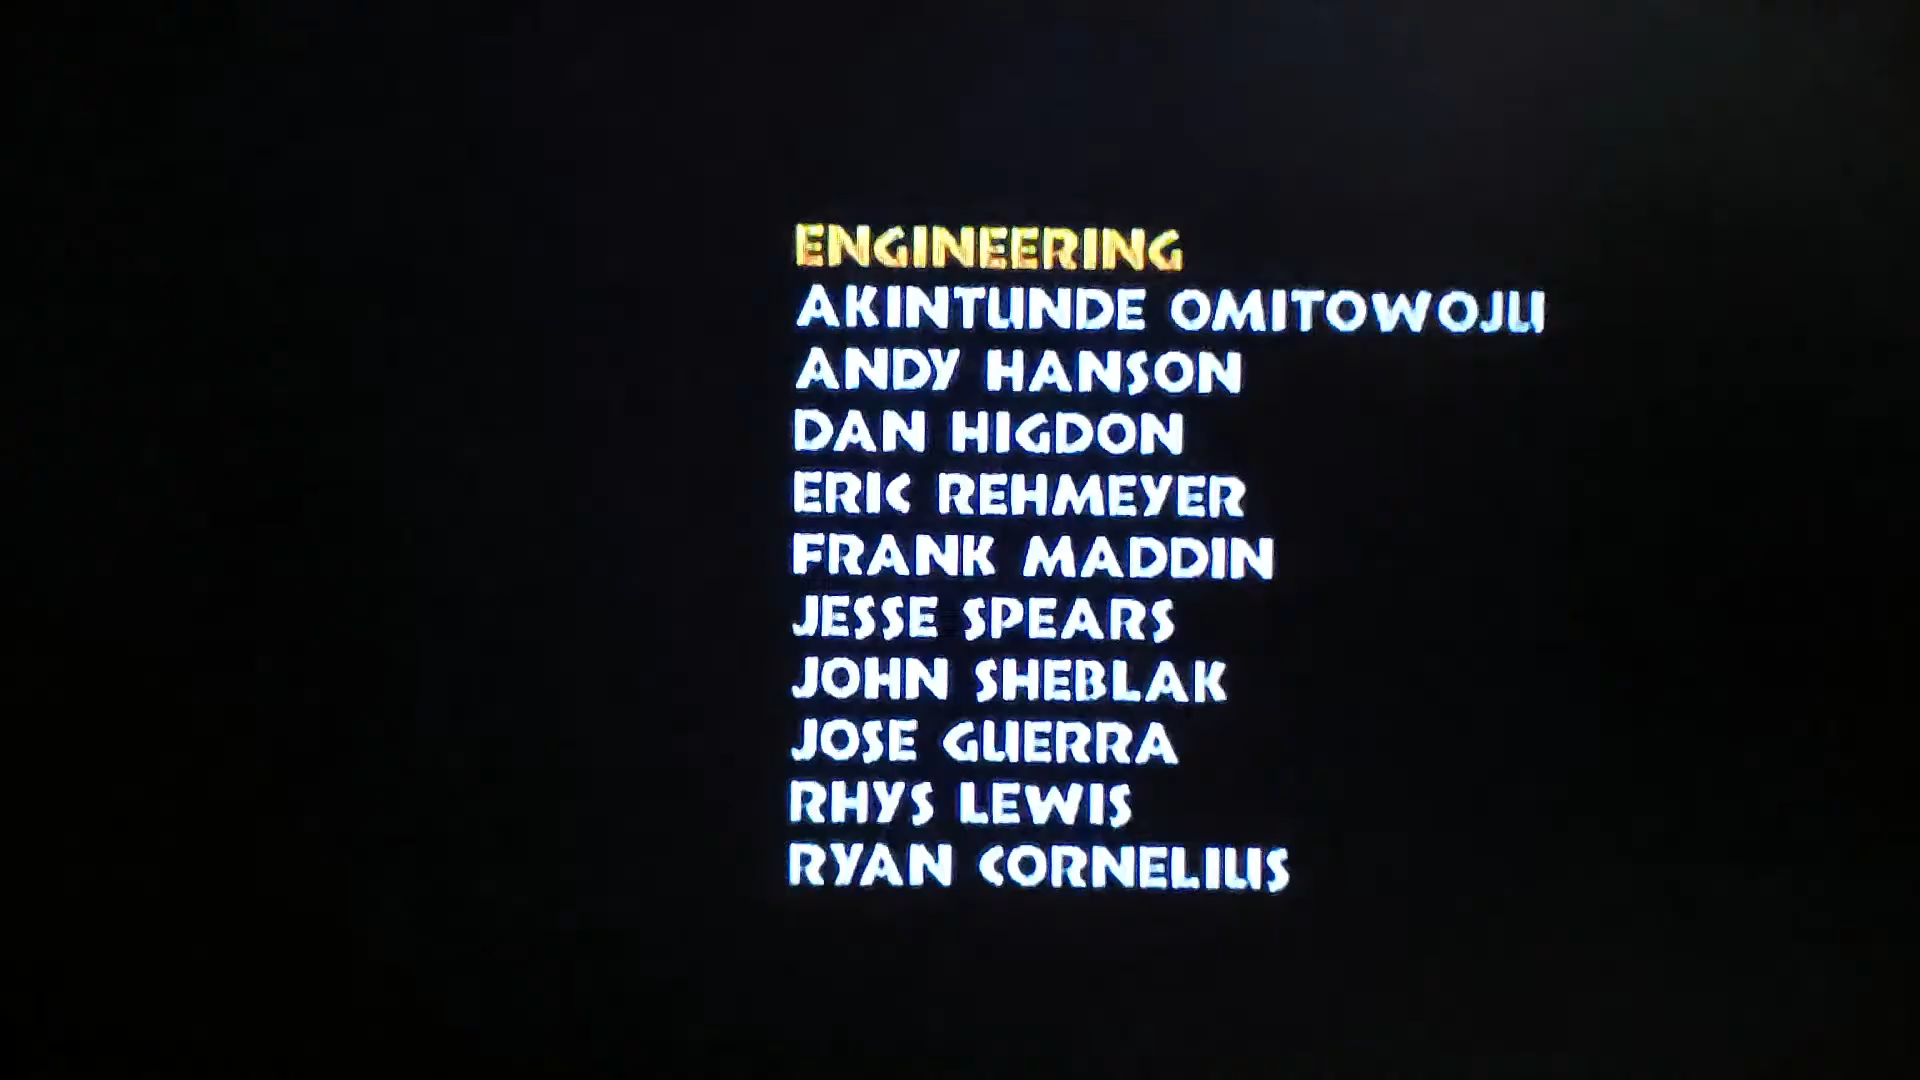 ENGINEERING
AKINTUNDE OMITOWOJU
ANDY HANSON
DAN HIGDON
ERIC REHMEYER
FRANK MADDIN
JESSE SPEARS
JOHN SHEBLAK
JOSE GUERRA
RHYS LEWIS
RYAN CORNELIUS